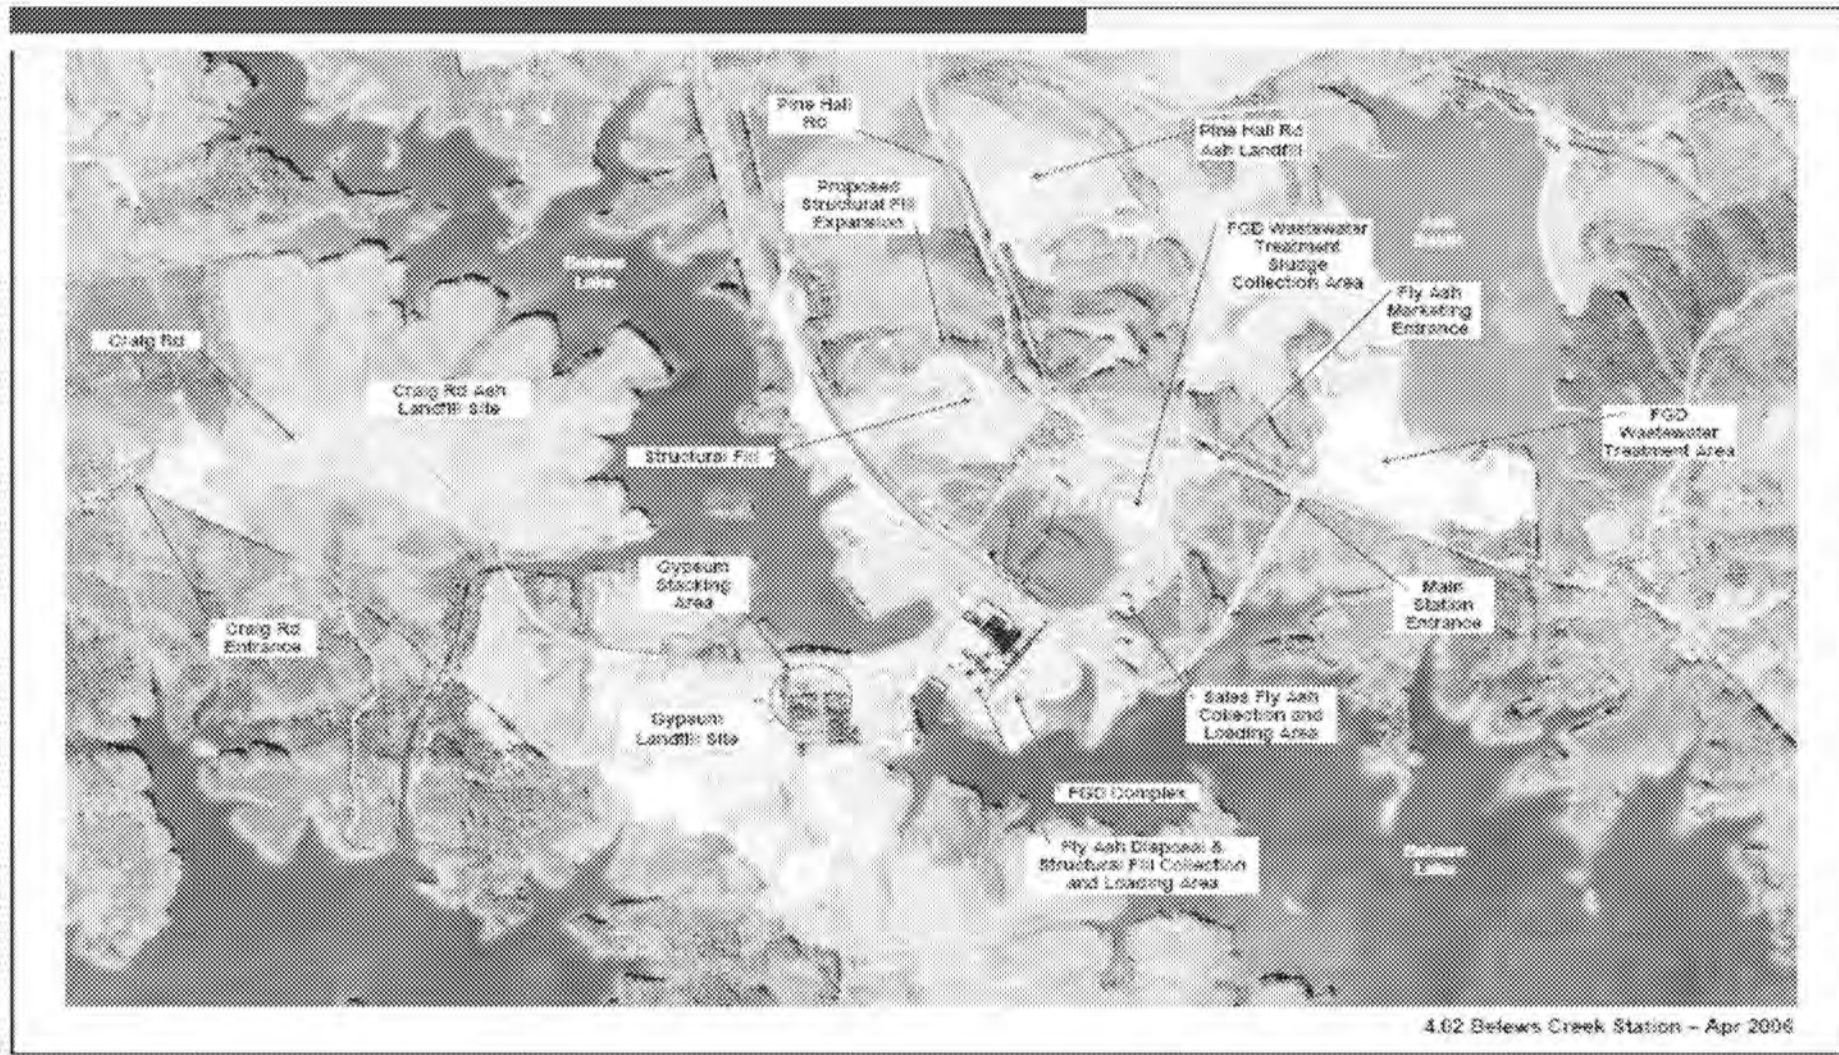 Pine Hall
Rd
Pine Hall Rd
Ash Landfill
Proposed
Structural Fill
Expansion
FGD Wastewater
Treatment
Sludge
Collection Area
Belews
Lake
Fly Ash
Marketing
Entrance
Craig Rd
Craig Rd Ash
Landfill Site
FGD
Wastewater
Treatment Area
Structural Fill
Gypsum
Stacking
Area
Main
Station
Entrance
Craig Rd
Entrance
Sales Fly Ash
Collection and
Loading Area
Gypsum
Landfill Site
FGD Complex
Fly Ash Disposal &
Structural Fill Collection
and Loading Area
Belews
Lake
4.02 Belews Creek Station – Apr 2006